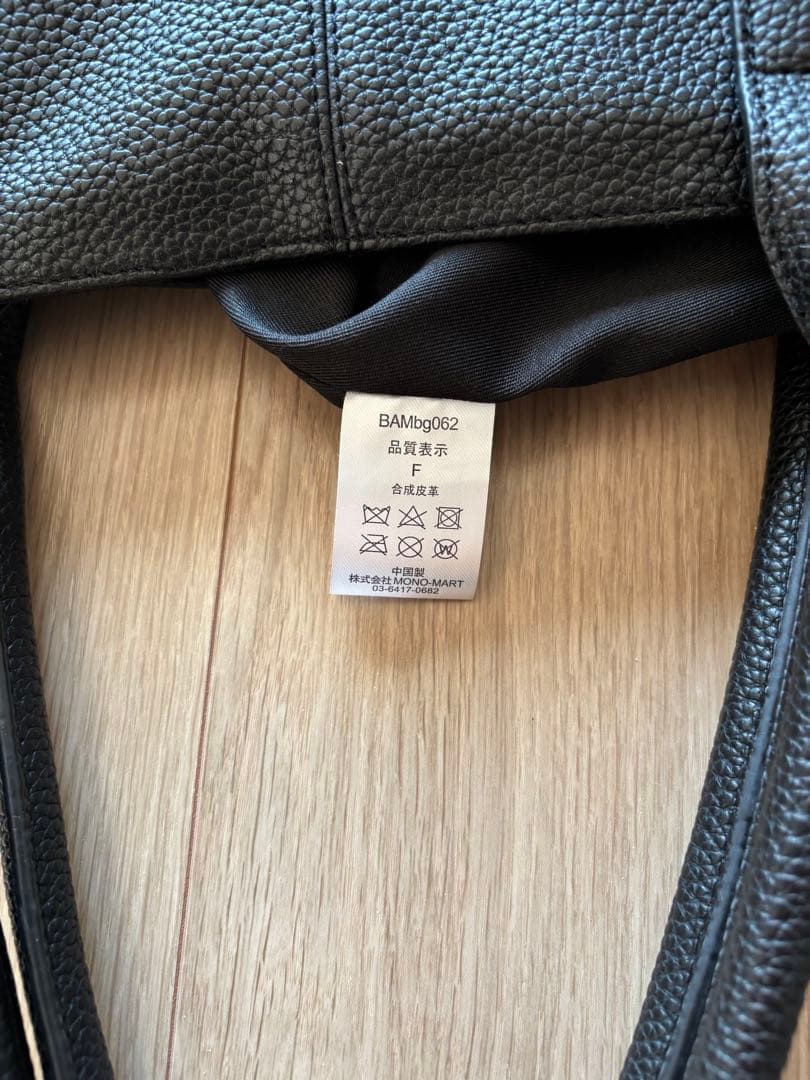 BAMbg062
品質表示
F
合成皮革
W
中国製
株式会社MONO-MART
03-6417-0682